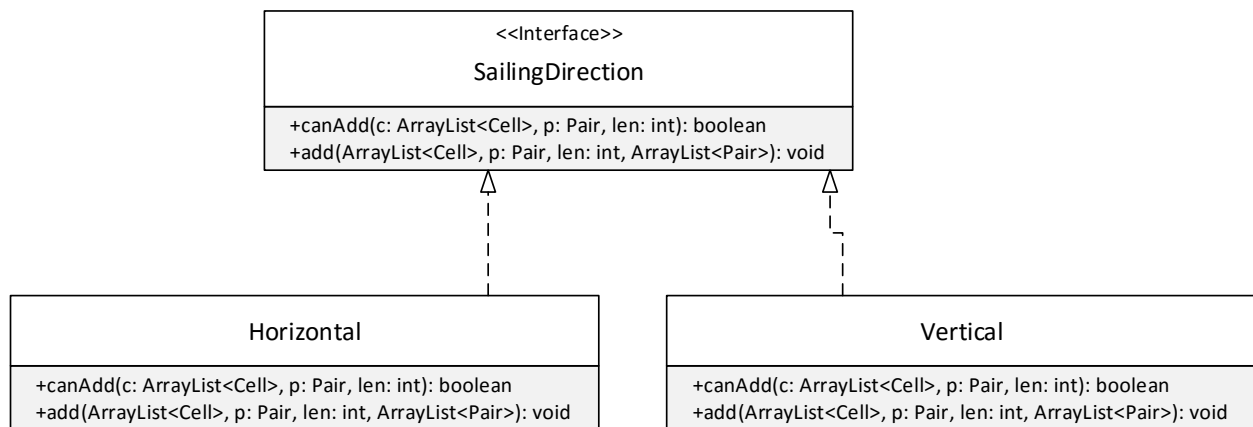 <<Interface>>
SailingDirection
+canAdd(c: ArrayList<Cell>, p: Pair, len: int): boolean
+add(ArrayList<Cell>, p: Pair, len: int, ArrayList<Pair>): void
Horizontal
+canAdd(c: ArrayList<Cell>, p: Pair, len: int): boolean
+add(ArrayList<Cell>, p: Pair, len: int, ArrayList<Pair>): void
Vertical
+canAdd(c: ArrayList<Cell>, p: Pair, len: int): boolean
+add(ArrayList<Cell>, p: Pair, len: int, ArrayList<Pair>): void